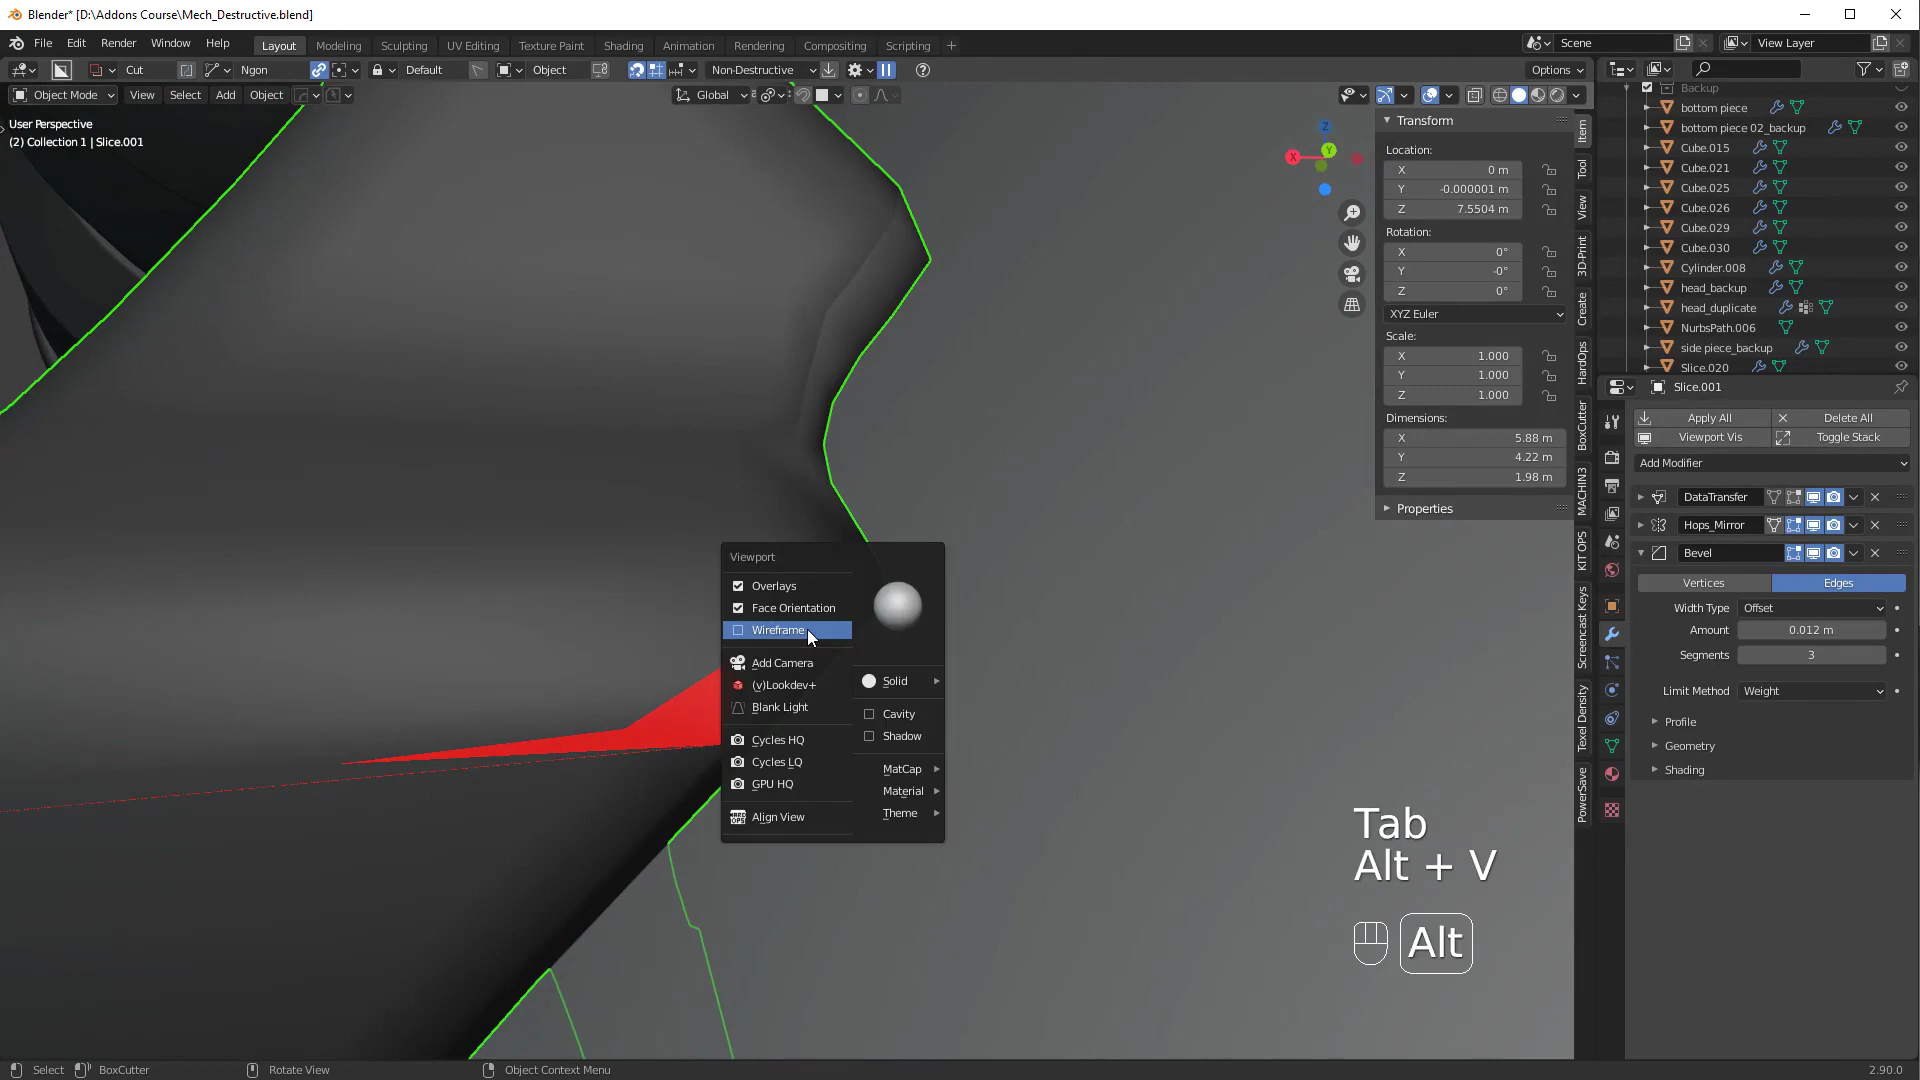 Blender* [D:\Addons Course\Mech_Destructive.blend]
File Edit Render Window Help Layout Modeling Sculpting UV Editing Texture Paint Shading Animation Rendering Compositing Scripting + Scene View Layer
Cut Ngon Default Object Non-Destructive Options
Object Mode View Select Add Object Global
User Perspective
(2) Collection 1 | Slice.001
Z
Y
X
Transform
Location:
X 0 m
Y -0.000001 m
Z 7.5504 m
Rotation:
X 0°
Y -0°
Z 0°
XYZ Euler
Scale:
X 1.000
Y 1.000
Z 1.000
Dimensions:
X 5.88 m
Y 4.22 m
Z 1.98 m
Properties
Item
Tool
View
3D-Print
Create
HardOps
BoxCutter
MACHIN3
KIT OPS
Screencast Keys
Texel Density
PowerSave
Backup
bottom piece
bottom piece 02_backup
Cube.015
Cube.021
Cube.025
Cube.026
Cube.029
Cube.030
Cylinder.008
head_backup
head_duplicate
NurbsPath.006
side piece_backup
Slice.020
Slice.001
Apply All Delete All
Viewport Vis Toggle Stack
Add Modifier
DataTransfer
Hops_Mirror
Bevel
Vertices Edges
Width Type Offset
Amount 0.012 m
Segments 3
Limit Method Weight
Profile
Geometry
Shading
Viewport
Overlays
Face Orientation
Wireframe
Add Camera
(v)Lookdev+
Blank Light
Cycles HQ
Cycles LQ
GPU HQ
Align View
Solid
Cavity
Shadow
MatCap
Material
Theme
Tab
Alt + V
Alt
Select BoxCutter Rotate View Object Context Menu 2.90.0